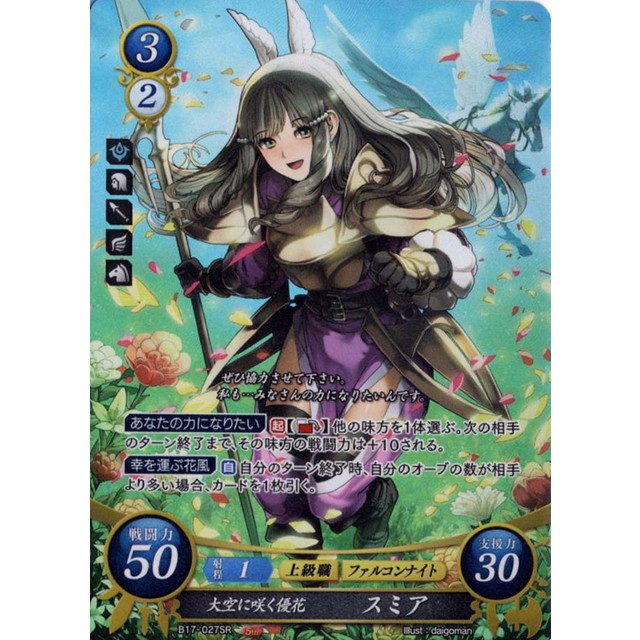 3
2
ぜひ協力させて下さい。
私も…みなさんの力になりたいんです。
あなたの力になりたい 起【】他の味方を1体選ぶ。次の相手
のターン終了まで、その味方の戦闘力は+10される。
幸を運ぶ花風 自 自分のターン終了時、自分のオーブの数が相手
より多い場合、カードを1枚引く。
戦闘力
50
射程 1 上級職 ファルコンナイト
支援力
30
大空に咲く優花 スミア
B17-027SR
Illust：daigoman